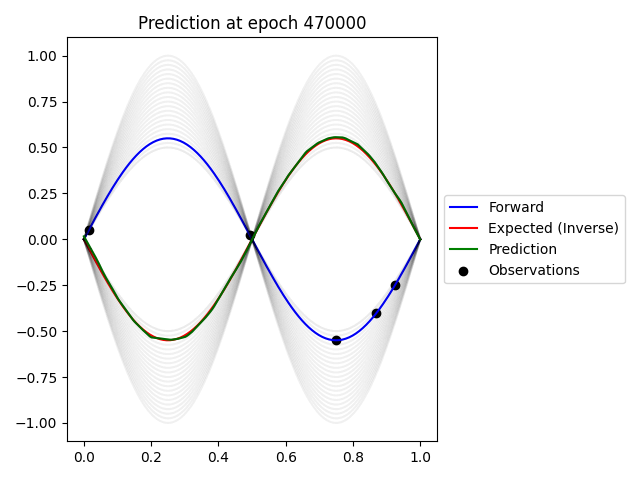 Prediction at epoch 470000
1.00
0.75
0.50
0.25
0.00
−0.25
−0.50
−0.75
−1.00
0.0 0.2 0.4 0.6 0.8 1.0
Forward
Expected (Inverse)
Prediction
Observations